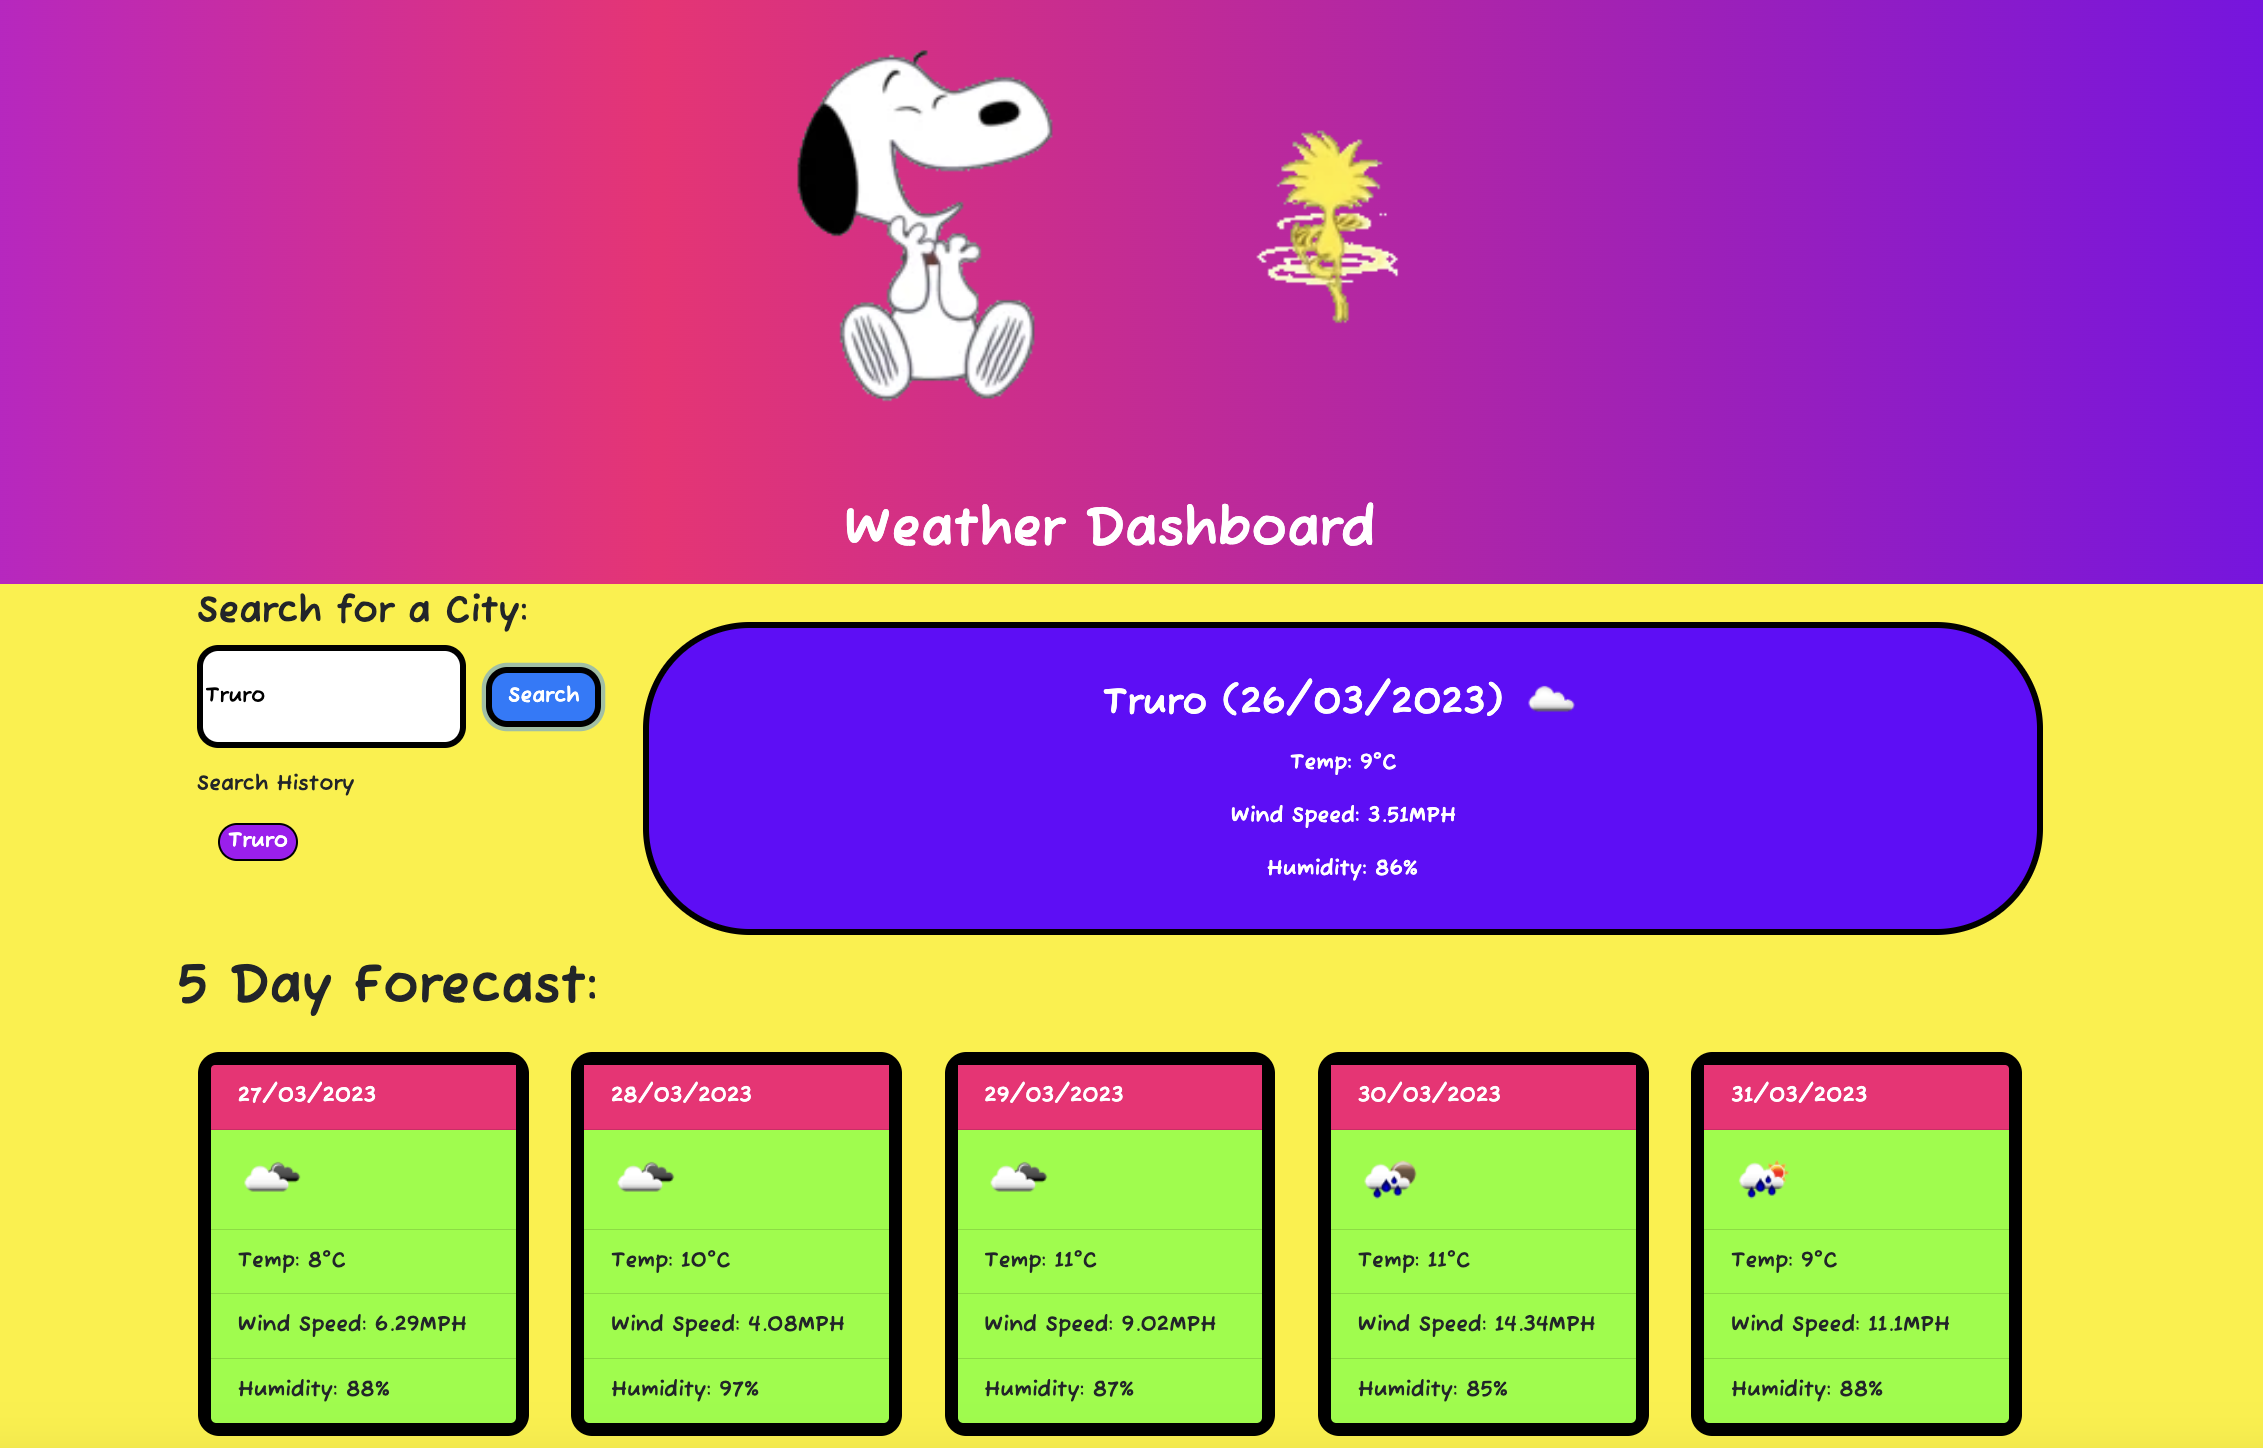 Weather Dashboard
Search for a City:
Truro
Search
Search History
Truro
Truro (26/03/2023)
Temp: 9°C
Wind Speed: 3.51MPH
Humidity: 86%
5 Day Forecast:
27/03/2023
Temp: 8°C
Wind Speed: 6.29MPH
Humidity: 88%
28/03/2023
Temp: 10°C
Wind Speed: 4.08MPH
Humidity: 97%
29/03/2023
Temp: 11°C
Wind Speed: 9.02MPH
Humidity: 87%
30/03/2023
Temp: 11°C
Wind Speed: 14.34MPH
Humidity: 85%
31/03/2023
Temp: 9°C
Wind Speed: 11.1MPH
Humidity: 88%